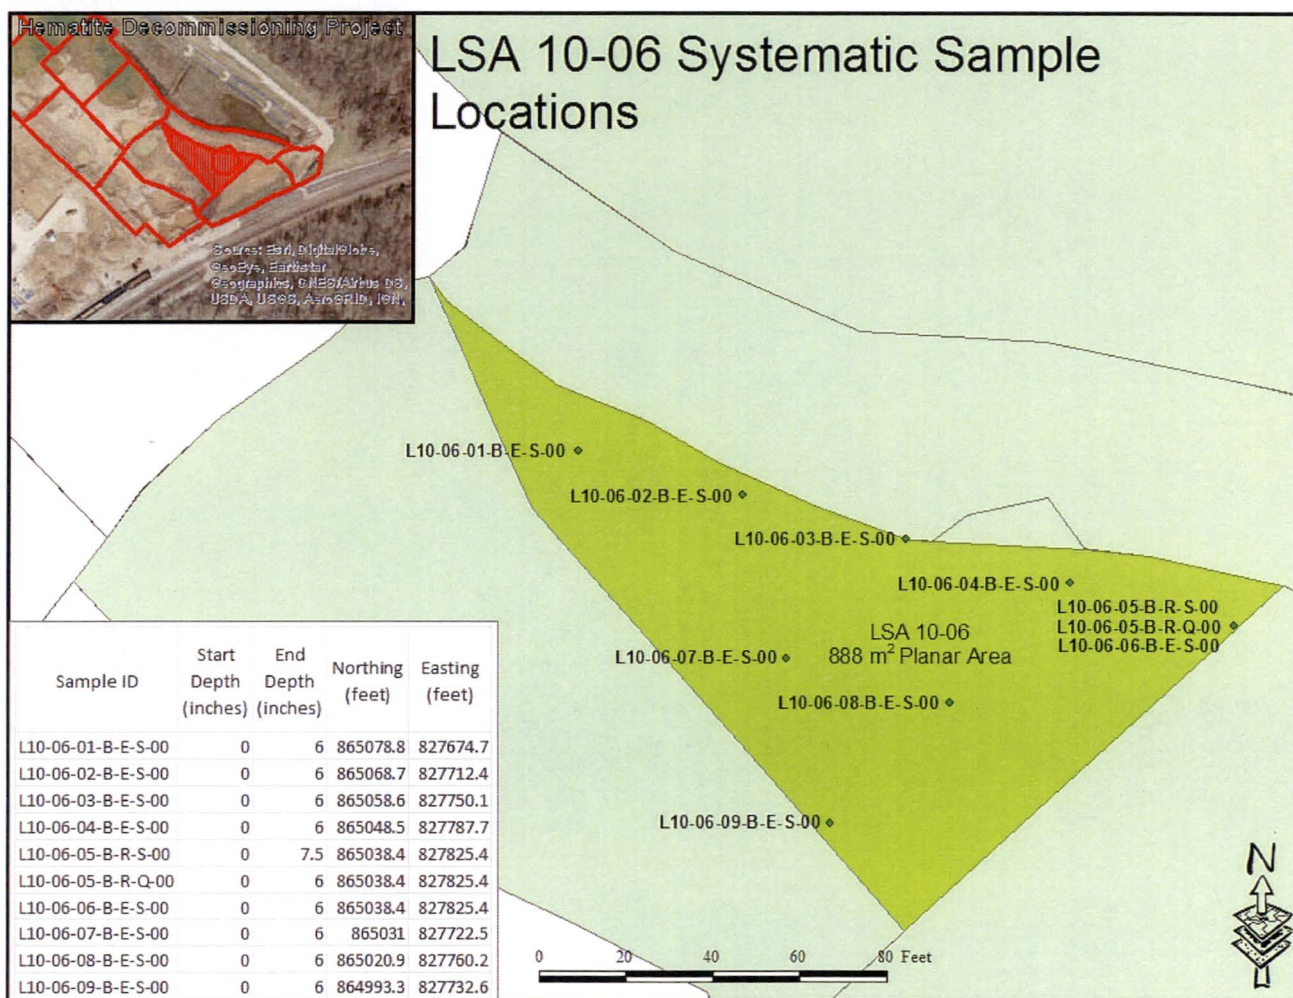 Hematite Decommissioning Project
LSA 10-06 Systematic Sample
Locations
Source: Esri, DigitalGlobe,
GeoEye, Earthstar
Geographics, CNES/Airbus DS,
USDA, USGS, AeroGRID, IGN,
L10-06-01-B-E-S-00
L10-06-02-B-E-S-00
L10-06-03-B-E-S-00
L10-06-04-B-E-S-00
L10-06-05-B-R-S-00
L10-06-05-B-R-Q-00
L10-06-06-B-E-S-00
LSA 10-06
888 m² Planar Area
L10-06-07-B-E-S-00
L10-06-08-B-E-S-00
L10-06-09-B-E-S-00
Sample ID Start Depth (inches) End Depth (inches) Northing (feet) Easting (feet)
L10-06-01-B-E-S-00 0 6 865078.8 827674.7
L10-06-02-B-E-S-00 0 6 865068.7 827712.4
L10-06-03-B-E-S-00 0 6 865058.6 827750.1
L10-06-04-B-E-S-00 0 6 865048.5 827787.7
L10-06-05-B-R-S-00 0 7.5 865038.4 827825.4
L10-06-05-B-R-Q-00 0 6 865038.4 827825.4
L10-06-06-B-E-S-00 0 6 865038.4 827825.4
L10-06-07-B-E-S-00 0 6 865031 827722.5
L10-06-08-B-E-S-00 0 6 865020.9 827760.2
L10-06-09-B-E-S-00 0 6 864993.3 827732.6
0 20 40 60 80 Feet
N